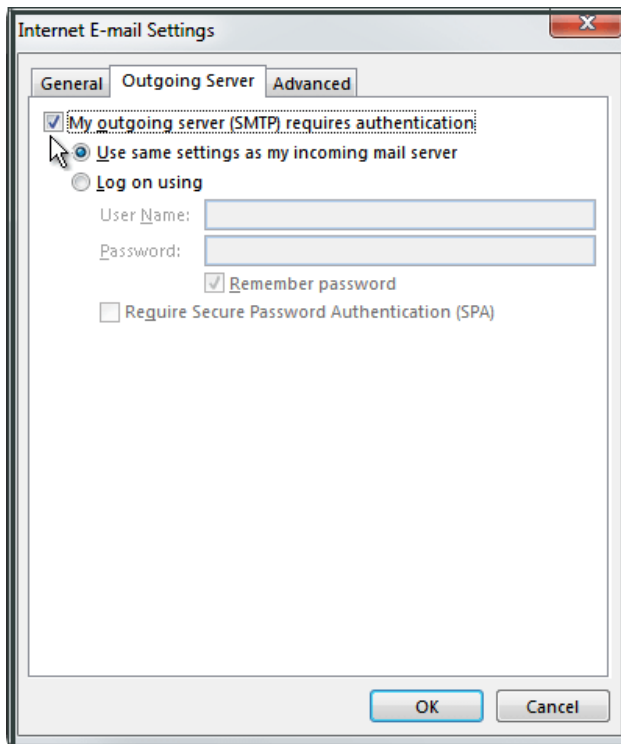 Internet E-mail Settings
General Outgoing Server Advanced
My outgoing server (SMTP) requires authentication
Use same settings as my incoming mail server
Log on using
User Name:
Password:
Remember password
Require Secure Password Authentication (SPA)
OK Cancel